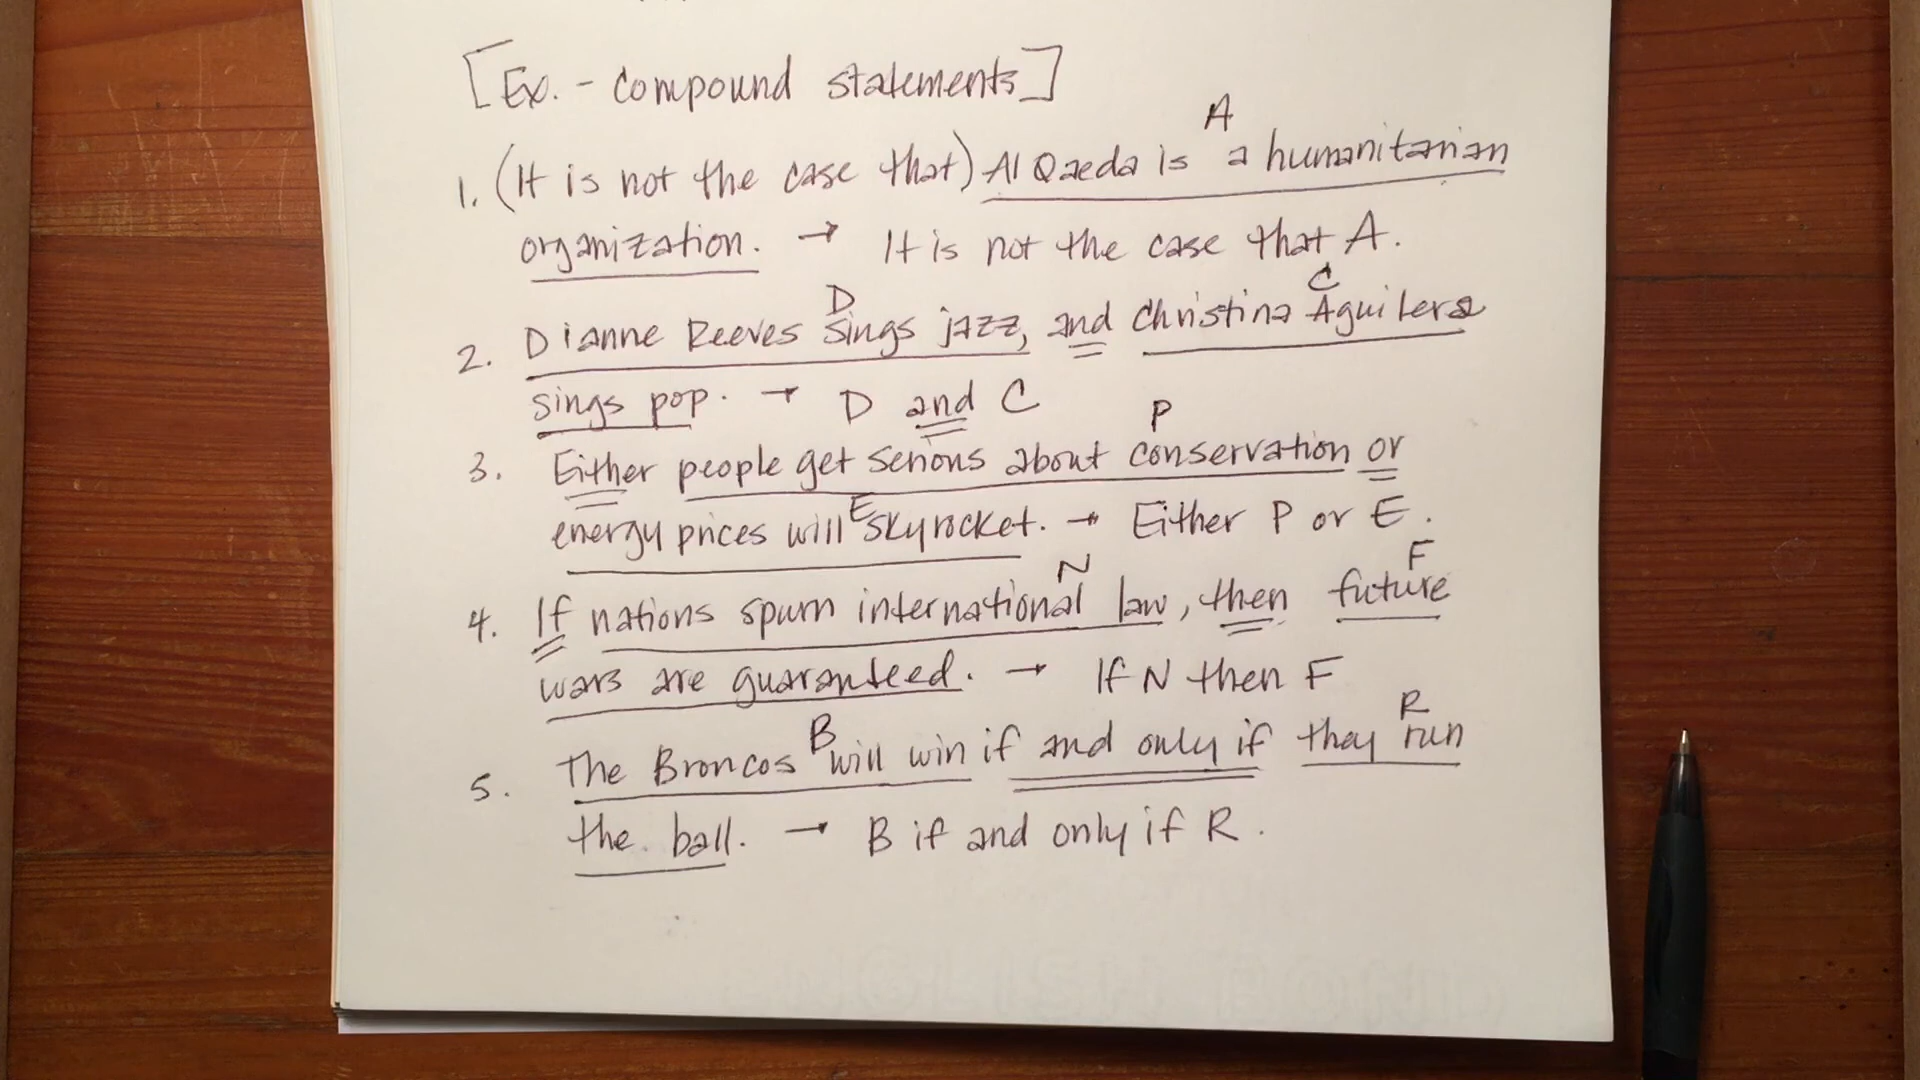 [Ex. - compound statements]
A
1. (It is not the case that) Al Qaeda is a humanitarian
organization. → It is not the case that A.
D C
2. Dianne Reeves sings jazz, and Christina Aguilera
sings pop. → D and C
P
3. Either people get serious about conservation or
E
energy prices will skyrocket. → Either P or E.
N F
4. If nations spurn international law, then future
wars are guaranteed. → If N then F
B R
5. The Broncos will win if and only if they run
the ball. → B if and only if R.